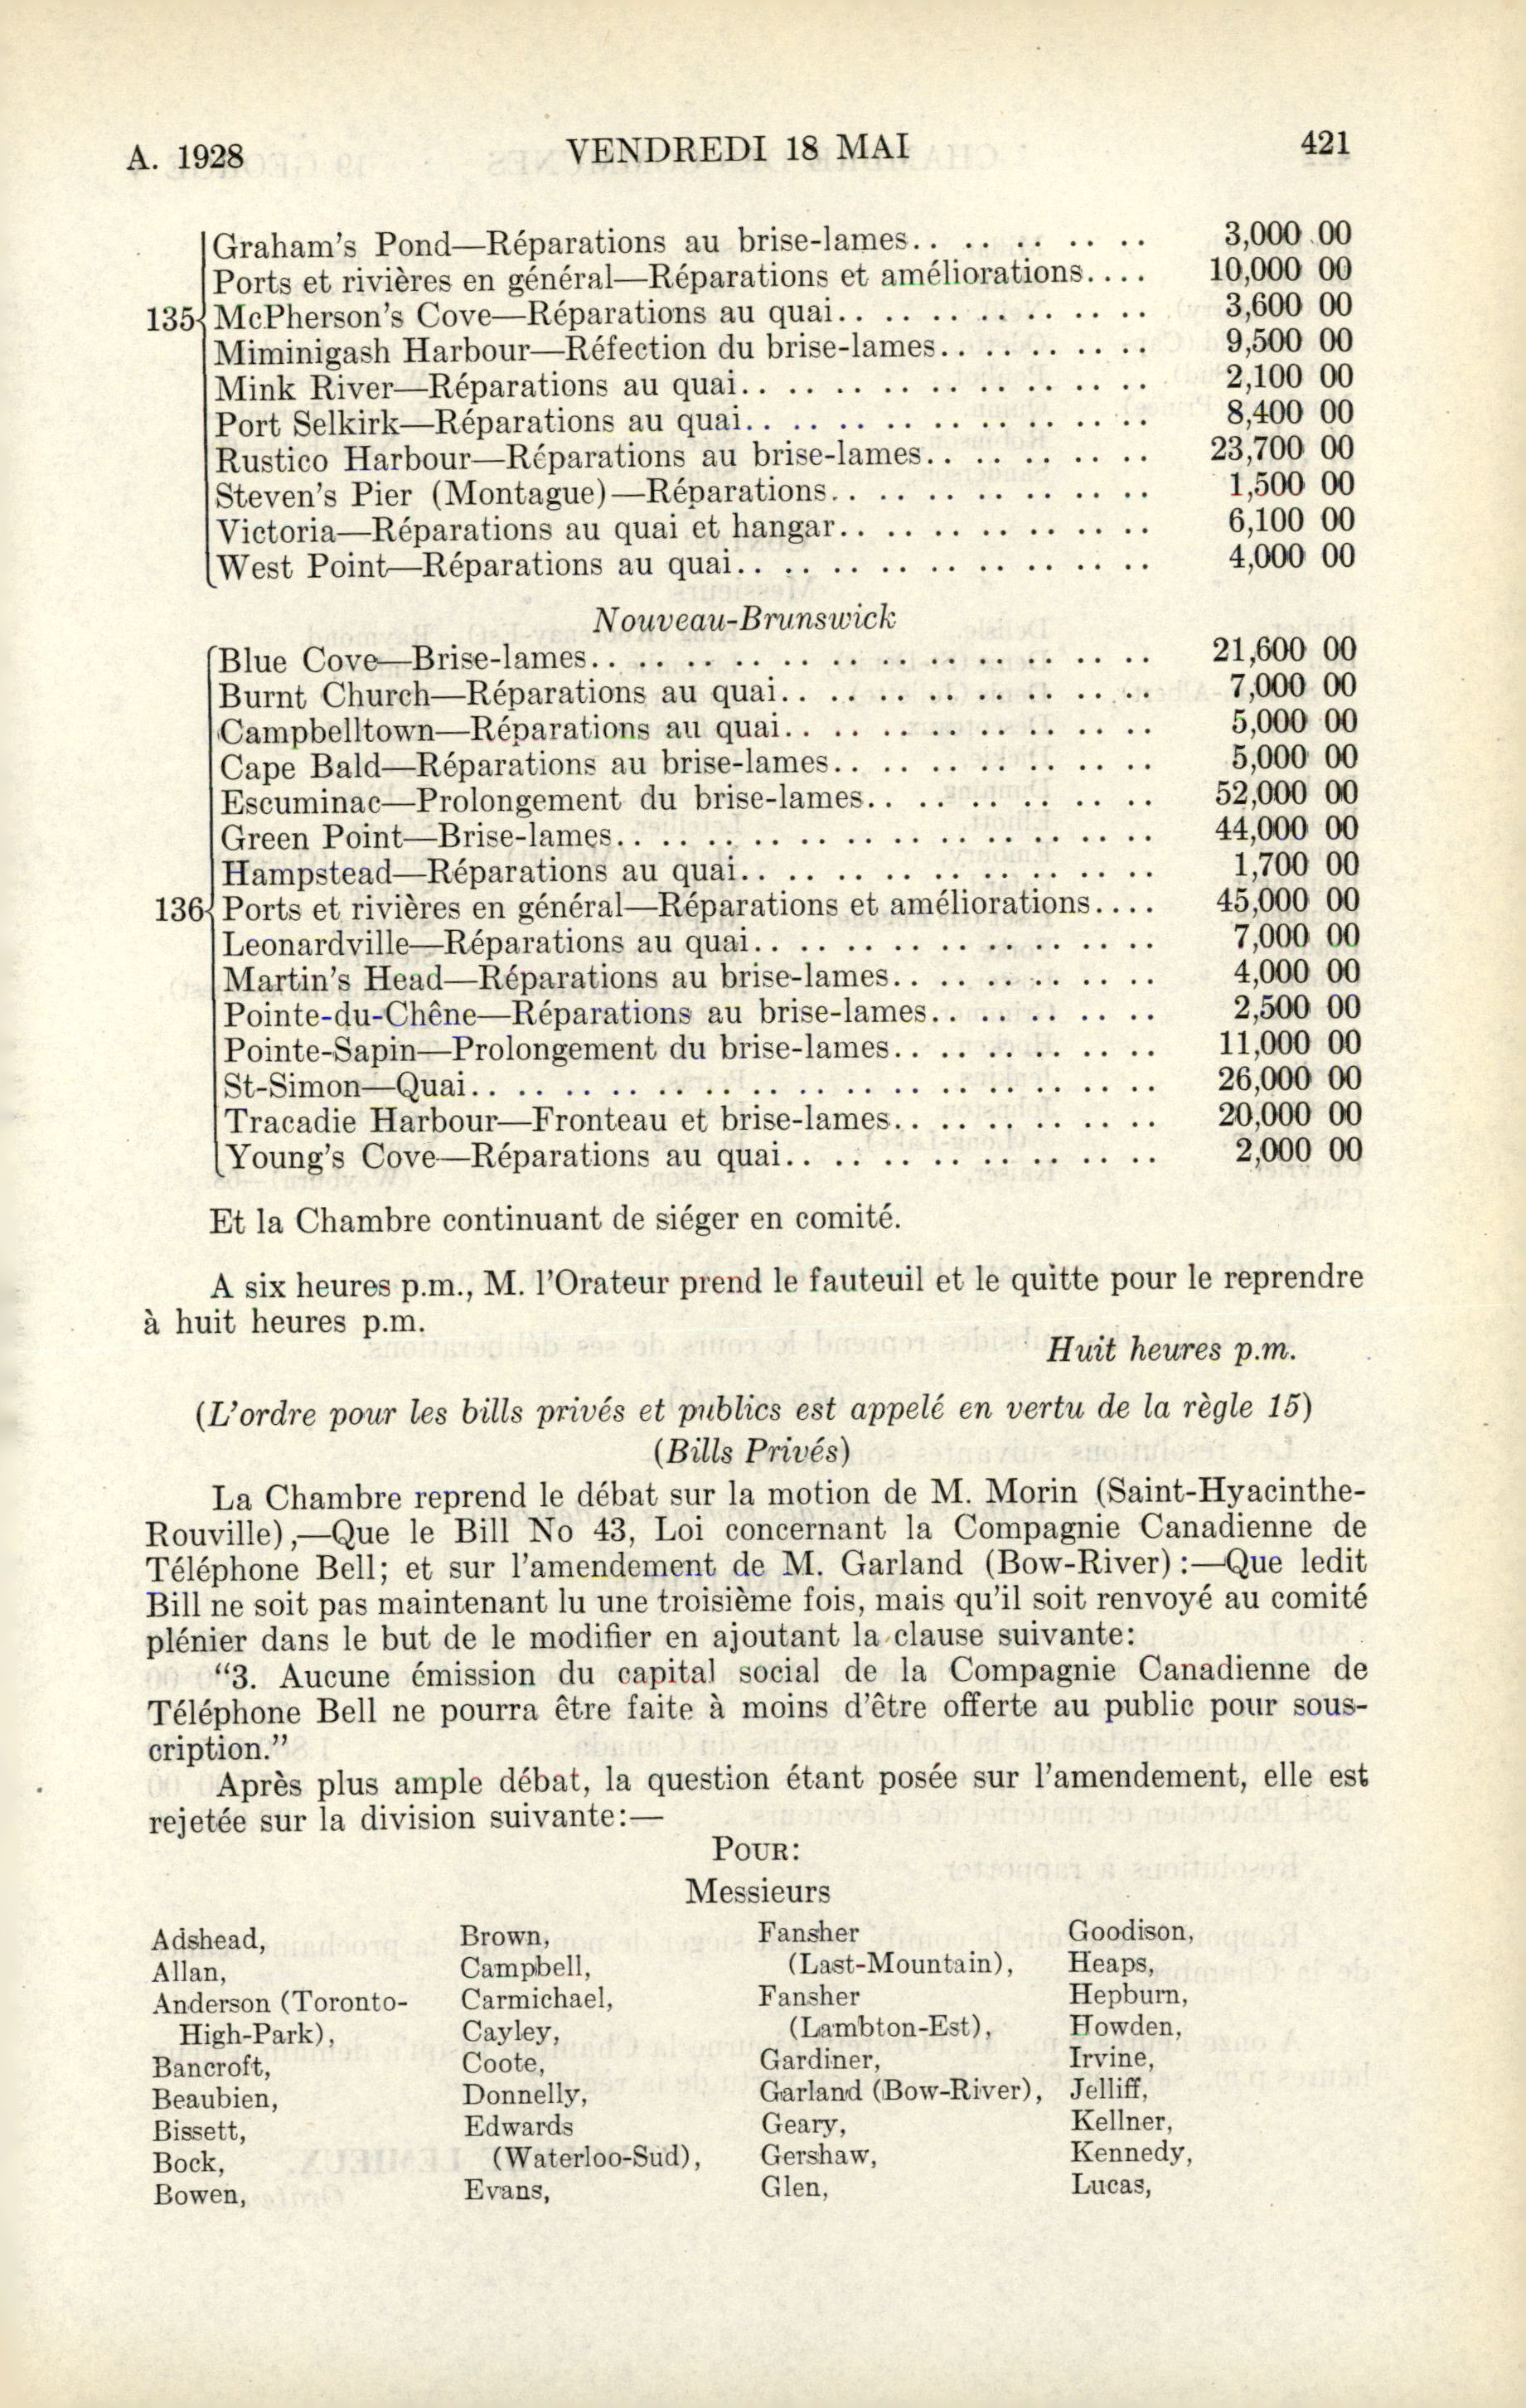 A. 1928 VENDREDI 18 MAI 421
Graham's Pond—Réparations au brise-lames.. .. .. .. .. 3,000 00
Ports et rivières en général—Réparations et améliorations.... 10,000 00
135 McPherson's Cove—Réparations au quai.. .. .. .. .. .. .. 3,600 00
Miminigash Harbour—Réfection du brise-lames.. .. .. .. .. 9,500 00
Mink River—Réparations au quai.. .. .. .. .. .. .. .. .. 2,100 00
Port Selkirk—Réparations au quai.. .. .. .. .. .. .. .. .. 8,400 00
Rustico Harbour—Réparations au brise-lames.. .. .. .. .. 23,700 00
Steven's Pier (Montague)—Réparations.. .. .. .. .. .. .. 1,500 00
Victoria—Réparations au quai et hangar.. .. .. .. .. .. .. 6,100 00
West Point—Réparations au quai.. .. .. .. .. .. .. .. .. 4,000 00
Nouveau-Brunswick
Blue Cove—Brise-lames.. .. .. .. .. .. .. .. .. .. .. .. 21,600 00
Burnt Church—Réparations au quai.. .. .. .. .. .. .. .. 7,000 00
Campbelltown—Réparations au quai.. .. .. .. .. .. .. .. 5,000 00
Cape Bald—Réparations au brise-lames.. .. .. .. .. .. .. 5,000 00
Escuminac—Prolongement du brise-lames.. .. .. .. .. .. 52,000 00
Green Point—Brise-lames.. .. .. .. .. .. .. .. .. .. .. 44,000 00
Hampstead—Réparations au quai.. .. .. .. .. .. .. .. .. 1,700 00
136 Ports et rivières en général—Réparations et améliorations.... 45,000 00
Leonardville—Réparations au quai.. .. .. .. .. .. .. .. .. 7,000 00
Martin's Head—Réparations au brise-lames.. .. .. .. .. .. 4,000 00
Pointe-du-Chêne—Réparations au brise-lames.. .. .. .. .. 2,500 00
Pointe-Sapin—Prolongement du brise-lames.. .. .. .. .. .. 11,000 00
St-Simon—Quai.. .. .. .. .. .. .. .. .. .. .. .. .. .. .. 26,000 00
Tracadie Harbour—Fronteau et brise-lames.. .. .. .. .. .. 20,000 00
Young's Cove—Réparations au quai.. .. .. .. .. .. .. .. 2,000 00
Et la Chambre continuant de siéger en comité.
A six heures p.m., M. l'Orateur prend le fauteuil et le quitte pour le reprendre
à huit heures p.m.
Huit heures p.m.
(L'ordre pour les bills privés et publics est appelé en vertu de la règle 15)
(Bills Privés)
La Chambre reprend le débat sur la motion de M. Morin (Saint-Hyacinthe-
Rouville),—Que le Bill No 43, Loi concernant la Compagnie Canadienne de
Téléphone Bell; et sur l'amendement de M. Garland (Bow-River):—Que ledit
Bill ne soit pas maintenant lu une troisième fois, mais qu'il soit renvoyé au comité
plénier dans le but de le modifier en ajoutant la clause suivante:
"3. Aucune émission du capital social de la Compagnie Canadienne de
Téléphone Bell ne pourra être faite à moins d'être offerte au public pour sous-
cription."
Après plus ample débat, la question étant posée sur l'amendement, elle est
rejetée sur la division suivante:—
POUR:
Messieurs
Adshead,
Allan,
Anderson (Toronto-
High-Park),
Bancroft,
Beaubien,
Bissett,
Bock,
Bowen,
Brown,
Campbell,
Carmichael,
Cayley,
Coote,
Donnelly,
Edwards
(Waterloo-Sud),
Evans,
Fansher
(Last-Mountain),
Fansher
(Lambton-Est),
Gardiner,
Garland (Bow-River),
Geary,
Gershaw,
Glen,
Goodison,
Heaps,
Hepburn,
Howden,
Irvine,
Jelliff,
Kellner,
Kennedy,
Lucas,